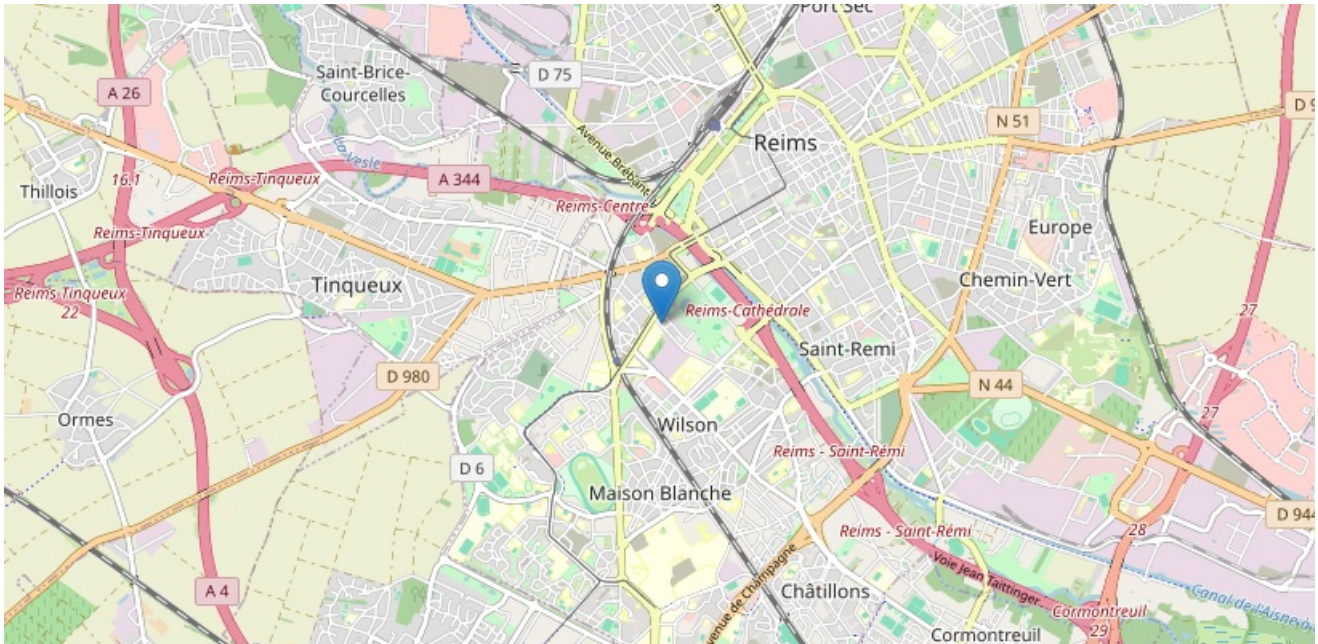 Port Sec
Saint-Brice-
Courcelles
D 75
A 26
D 9
N 51
Reims
Avenue Brébant
La Vesle
16.1
Reims-Tinqueux
A 344
Thillois
Reims-Centre
Reims-Tinqueux
Europe
Tinqueux
Chemin-Vert
Reims Tinqueux
22
Reims-Cathédrale
27
Saint-Remi
D 980
N 44
Ormes
27
Wilson
Reims - Saint-Rémi
D 6
Maison Blanche
D 944
28
Reims - Saint-Rémi
Voie Jean Taittinger
A 4
venue de Champagne
Châtillons
Canal de l'Aisne à
Cormontreuil
29
Cormontreuil